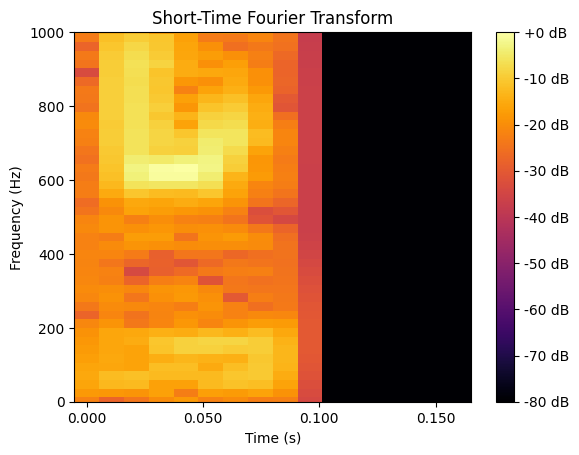 Short-Time Fourier Transform
1000
800
600
400
200
0
Frequency (Hz)
0.000
0.050
0.100
0.150
Time (s)
+0 dB
-10 dB
-20 dB
-30 dB
-40 dB
-50 dB
-60 dB
-70 dB
-80 dB